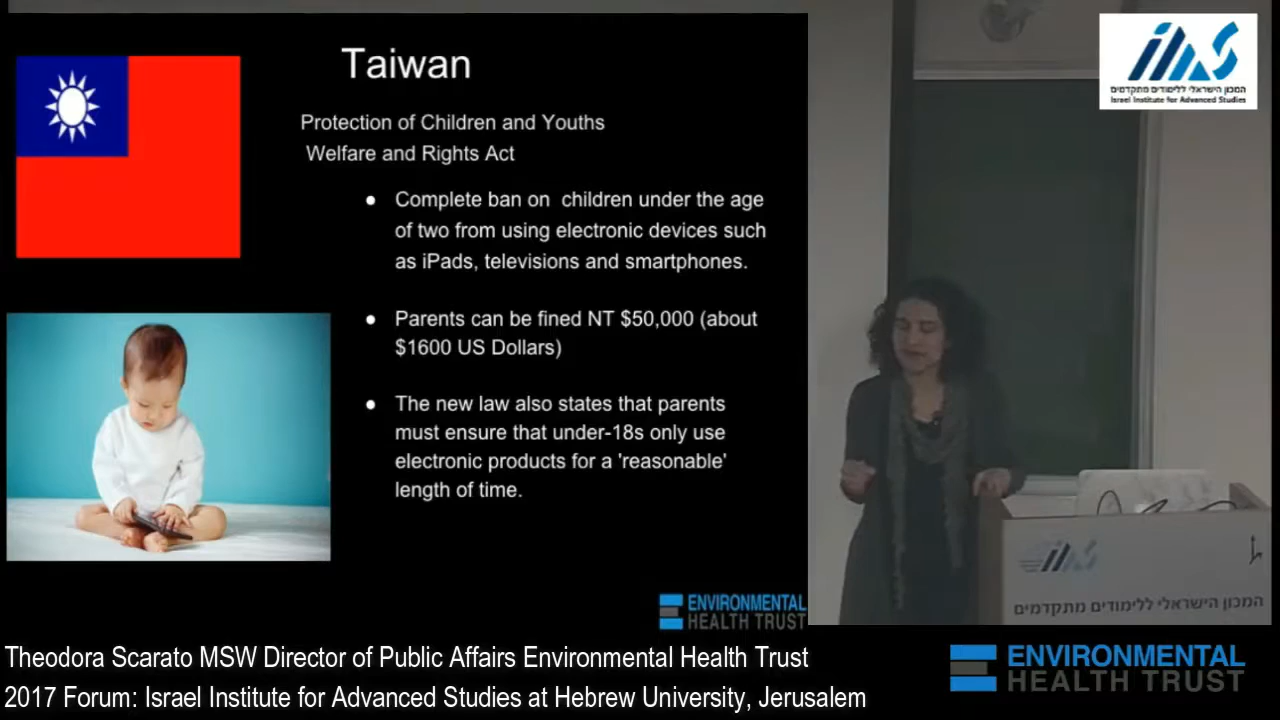 Taiwan
Protection of Children and Youths
Welfare and Rights Act
● Complete ban on children under the age
of two from using electronic devices such
as iPads, televisions and smartphones.
● Parents can be fined NT $50,000 (about
$1600 US Dollars)
● The new law also states that parents
must ensure that under-18s only use
electronic products for a 'reasonable'
length of time.
ENVIRONMENTAL
HEALTH TRUST
המכון הישראלי ללימודים מתקדמים
Israel Institute for Advanced Studies
המכון הישראלי ללימודים מתקדמים
Theodora Scarato MSW Director of Public Affairs Environmental Health Trust
2017 Forum: Israel Institute for Advanced Studies at Hebrew University, Jerusalem
ENVIRONMENTAL
HEALTH TRUST